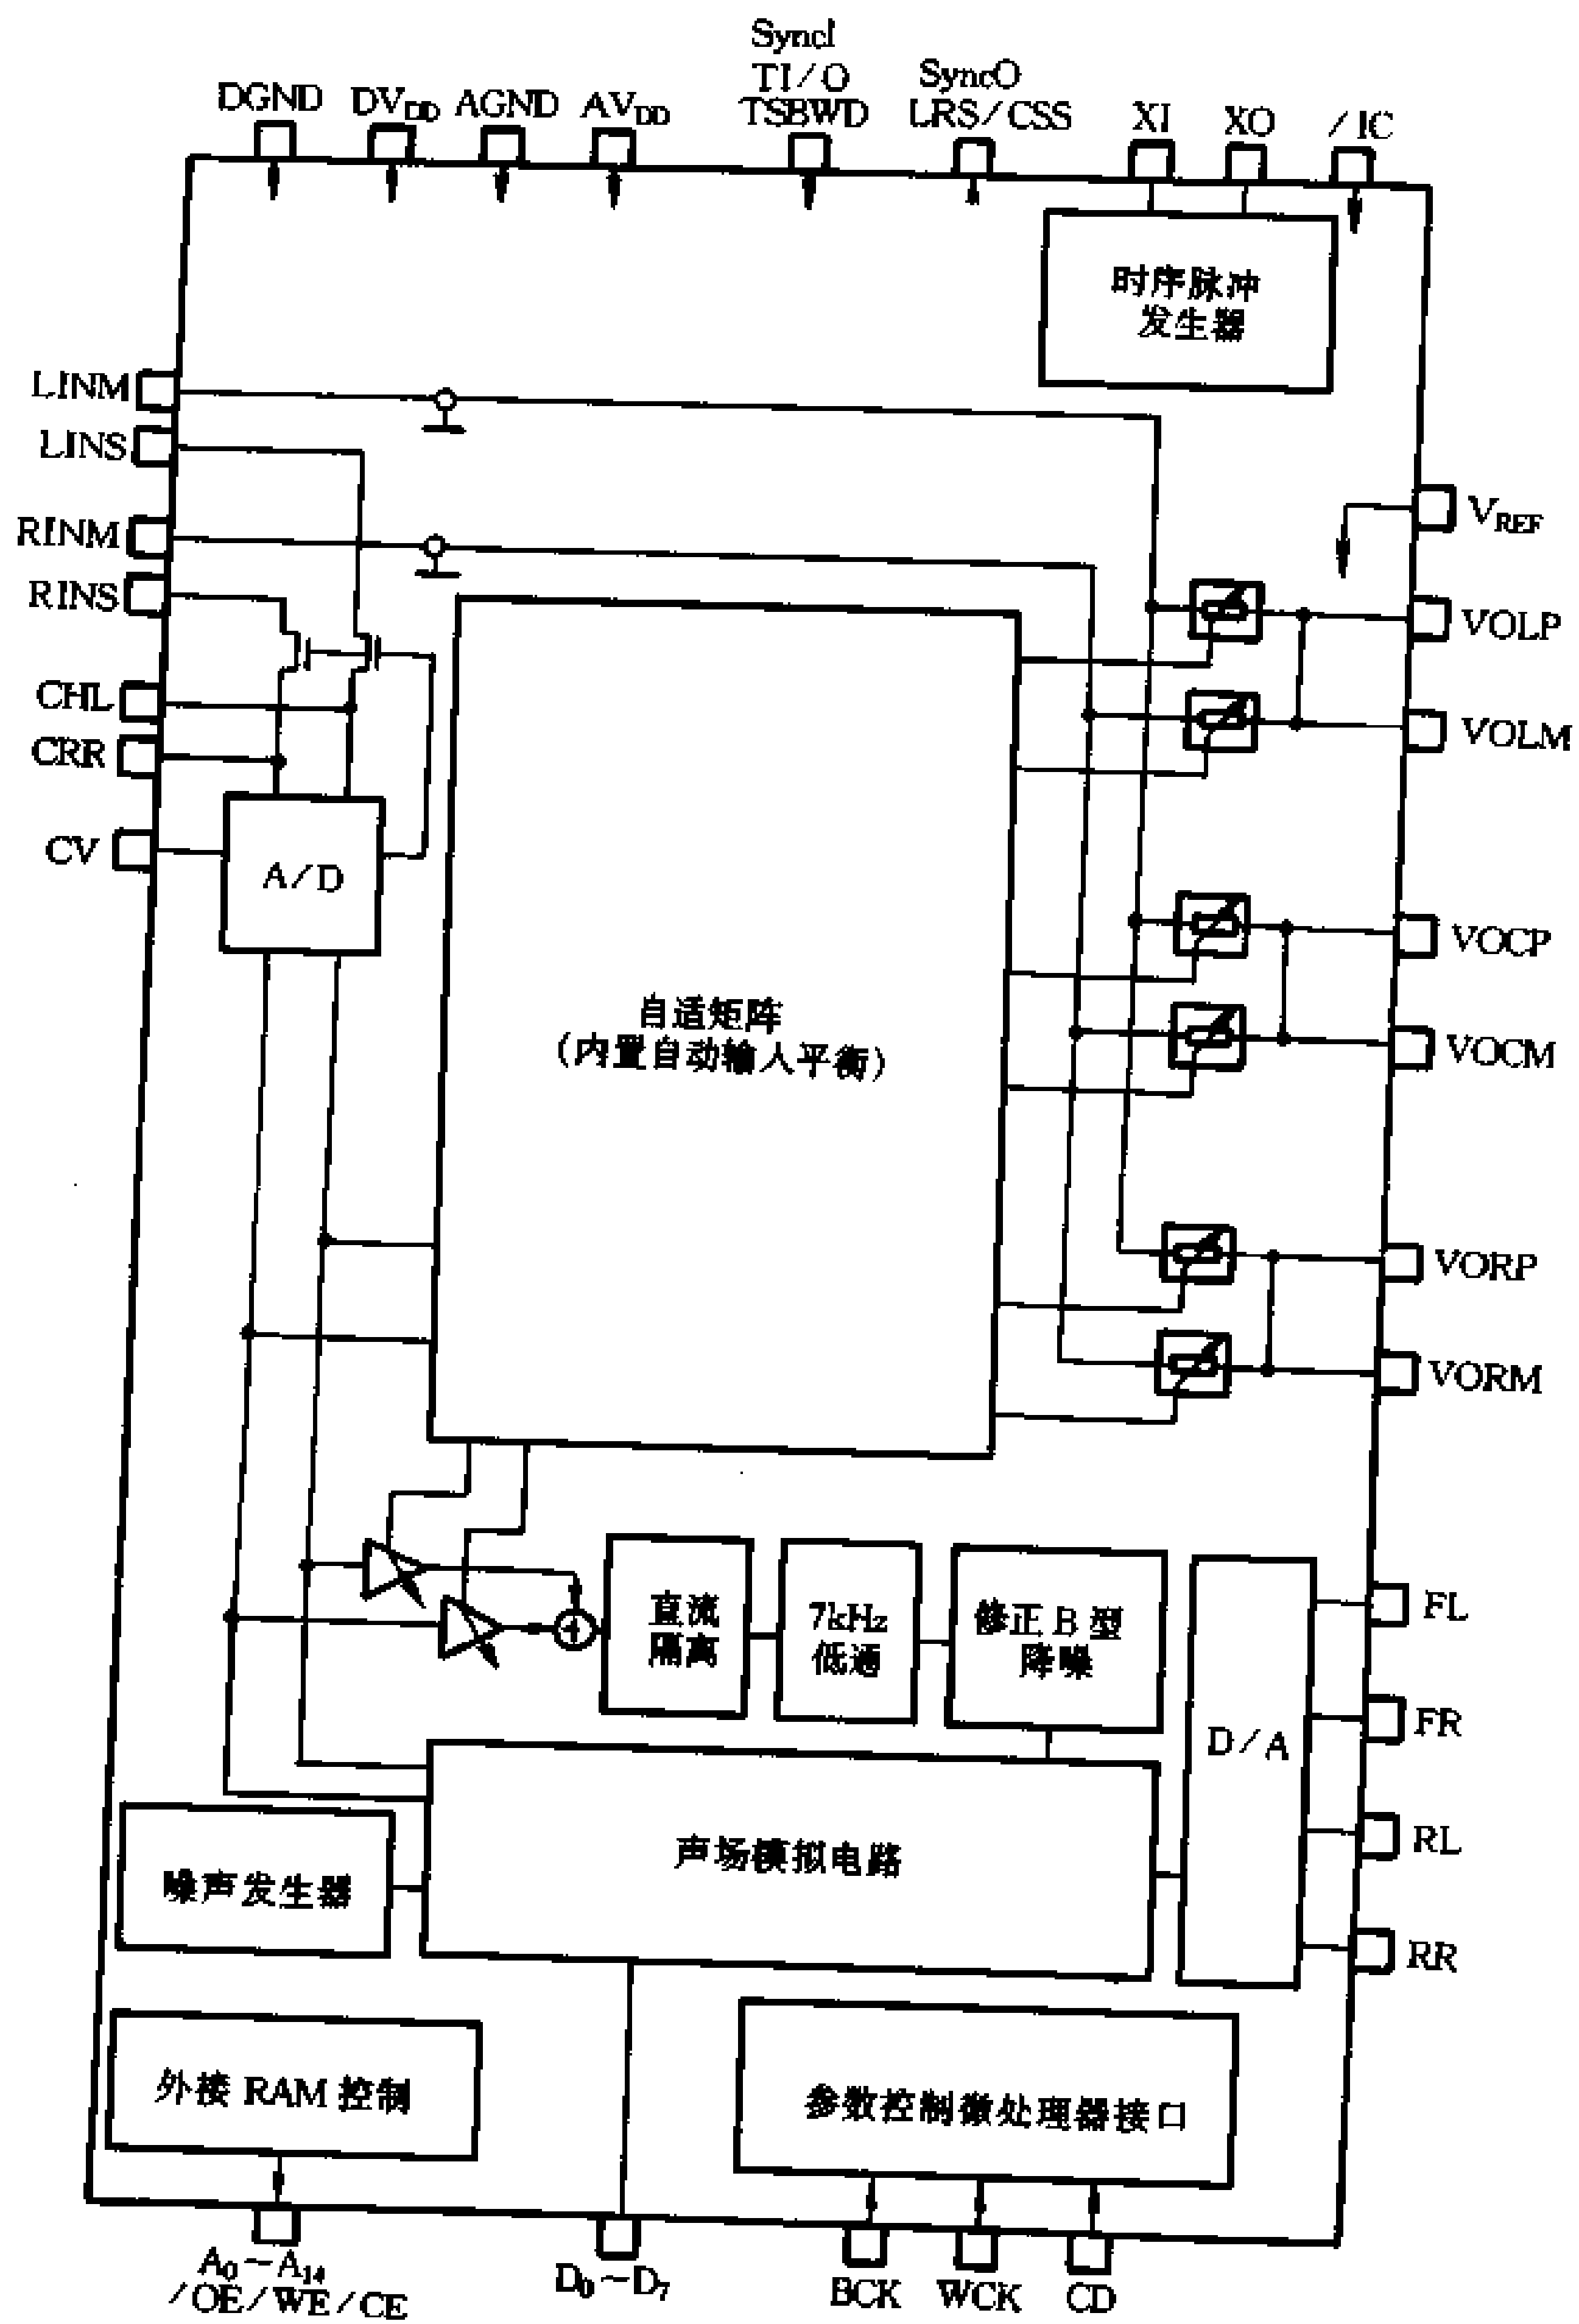 SyncI
TI/O
TSBWD
SyncO
LRS/CSS
DGND
DVDD
AGND
AVDD
XI
XO
/IC
时序脉冲
发生器
LINM
LINS
RINM
RINS
CHL
CRR
CV
A/D
VREF
VOLP
VOLM
VOCP
VOCM
VORP
VORM
自适矩阵
(内置自动输入平衡)
直流
隔离
7kHz
低通
修正 B 型
降噪
D/A
FL
FR
RL
RR
声场模拟电路
噪声发生器
外接 RAM 控制
参数控制微处理器接口
A0~A14
/OE/WE/CE
D0~D7
BCK
WCK
CD